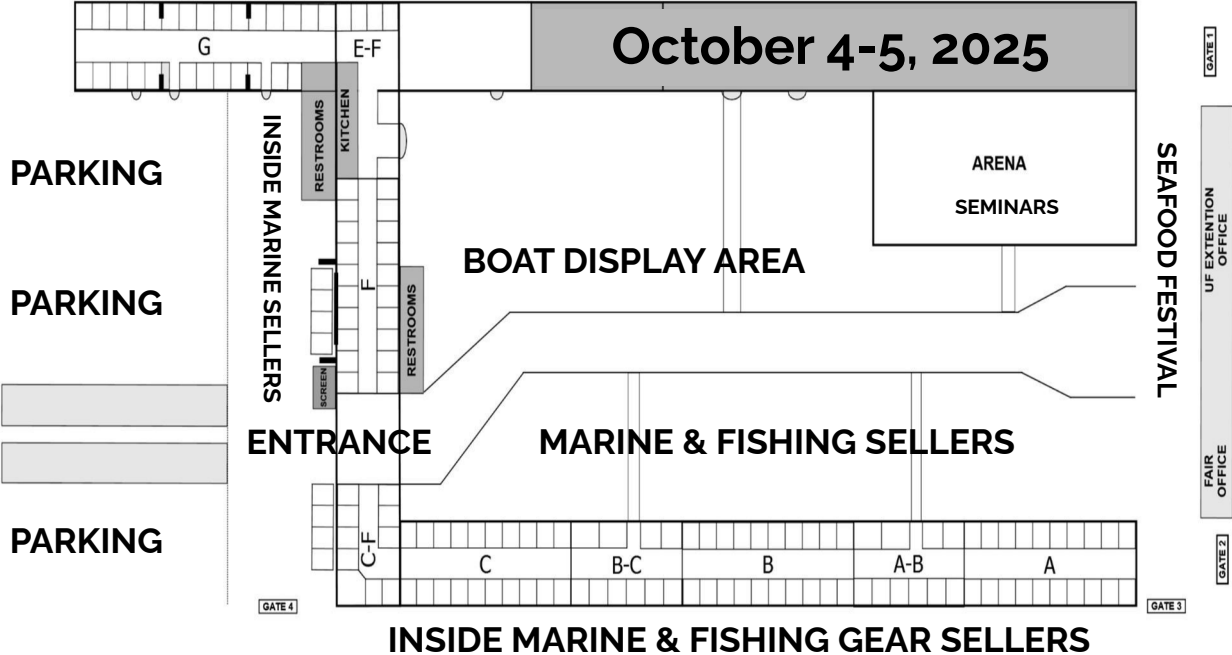 G
E-F
October 4-5, 2025
GATE 1
PARKING
INSIDE MARINE SELLERS
RESTROOMS
KITCHEN
ARENA
SEMINARS
SEAFOOD FESTIVAL
UF EXTENTION
OFFICE
BOAT DISPLAY AREA
PARKING
F
RESTROOMS
SCREEN
ENTRANCE
MARINE & FISHING SELLERS
FAIR
OFFICE
PARKING
C-F
C
B-C
B
A-B
A
GATE 2
GATE 4
GATE 3
INSIDE MARINE & FISHING GEAR SELLERS